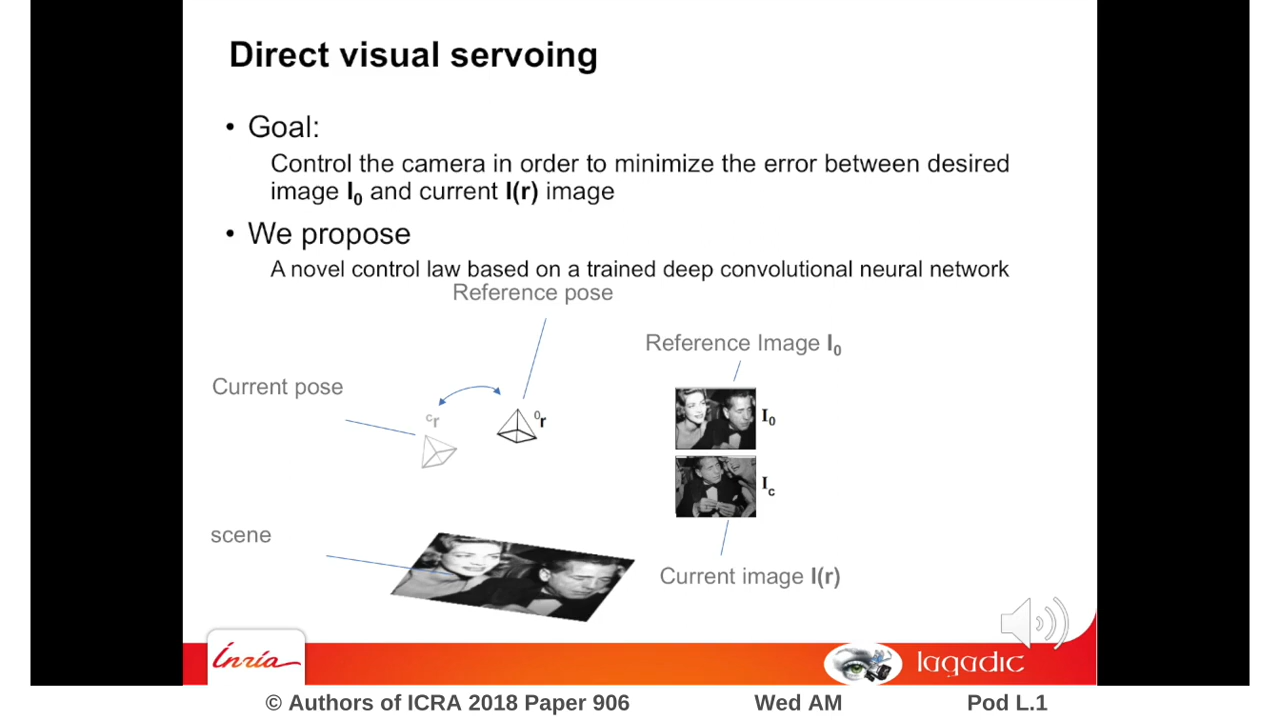 Direct visual servoing
• Goal:
Control the camera in order to minimize the error between desired
image I0 and current I(r) image
• We propose
A novel control law based on a trained deep convolutional neural network
Reference pose
Reference Image I0
Current pose
cr
0r
I0
Ic
scene
Current image I(r)
Inria
lagadic
© Authors of ICRA 2018 Paper 906 Wed AM Pod L.1